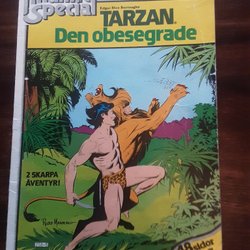 Special
Edgar Rice Burroughs'
TARZAN
Den obesegrade
2 SKARPA
ÄVENTYR!